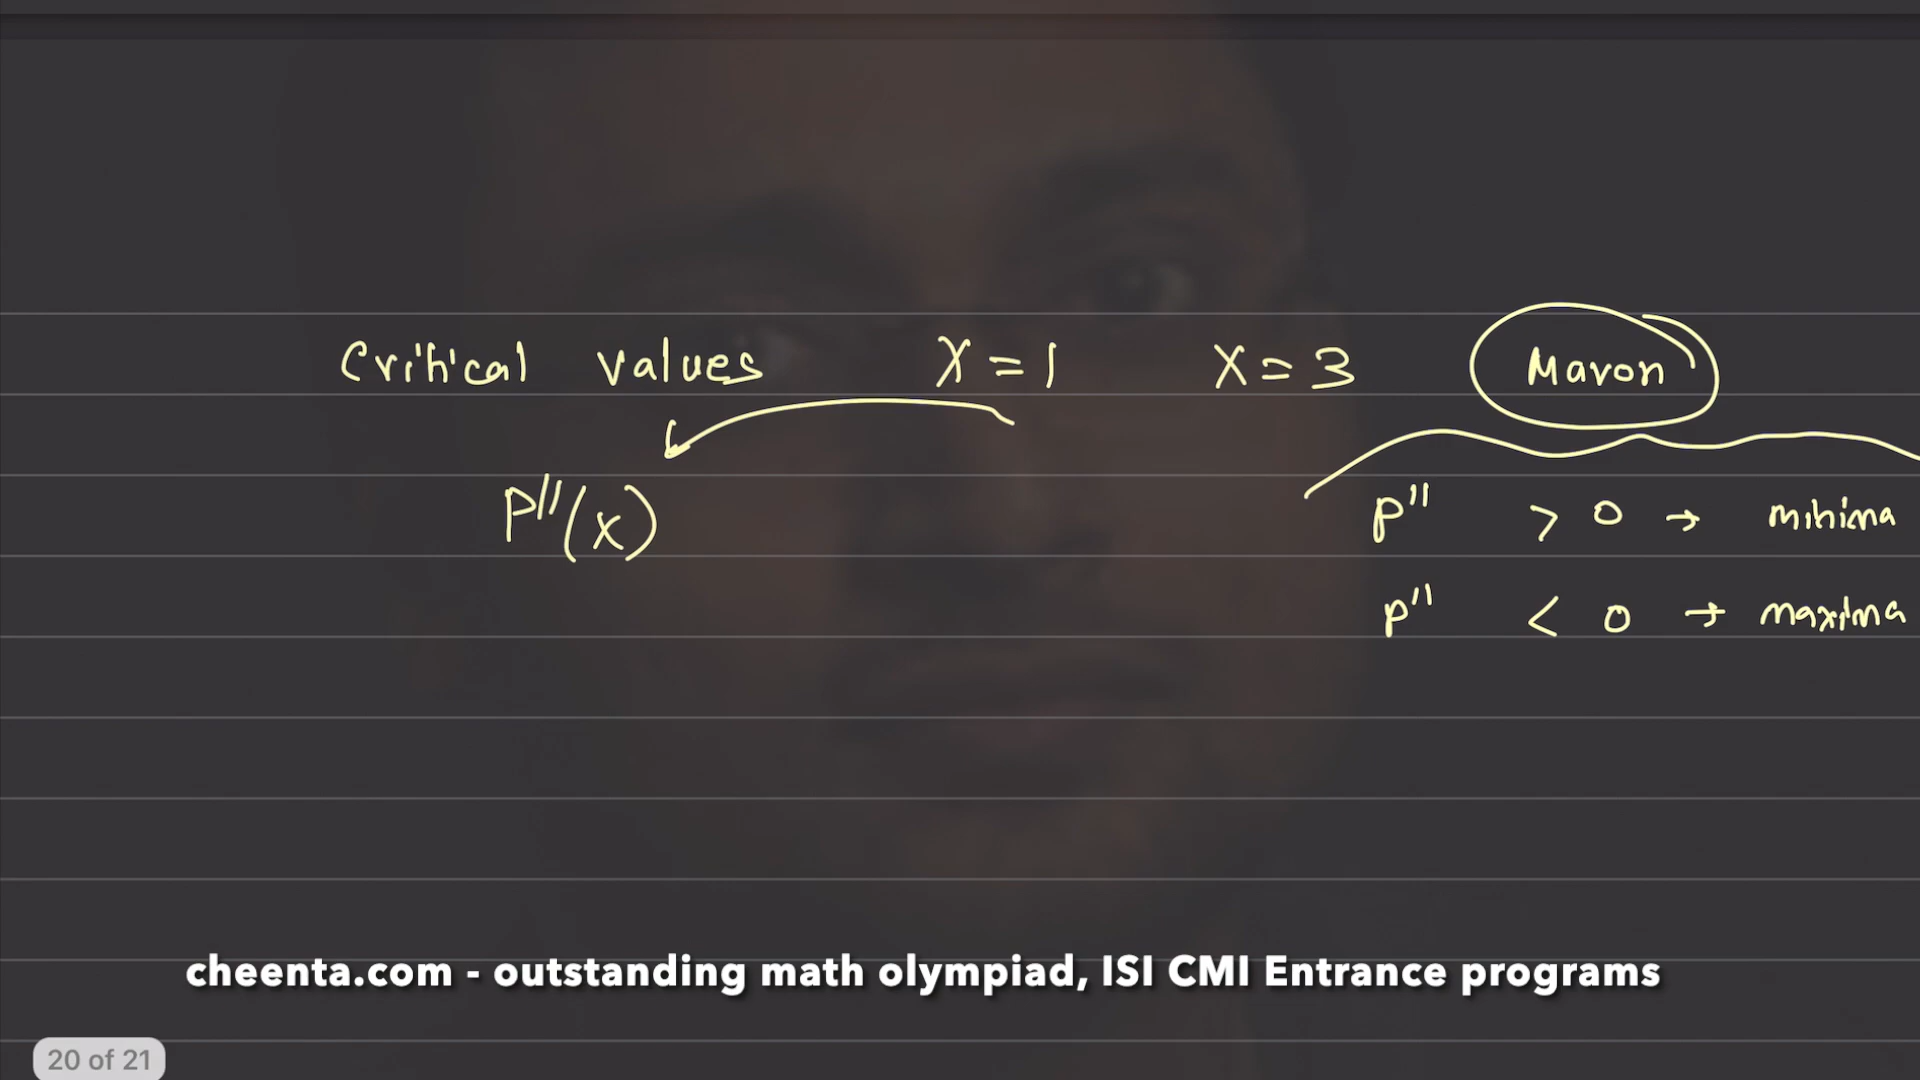 Critical values X = 1 X = 3 Maron
P''(x)
P'' > 0 → minima
P'' < 0 → maxima
cheenta.com - outstanding math olympiad, ISI CMI Entrance programs
20 of 21